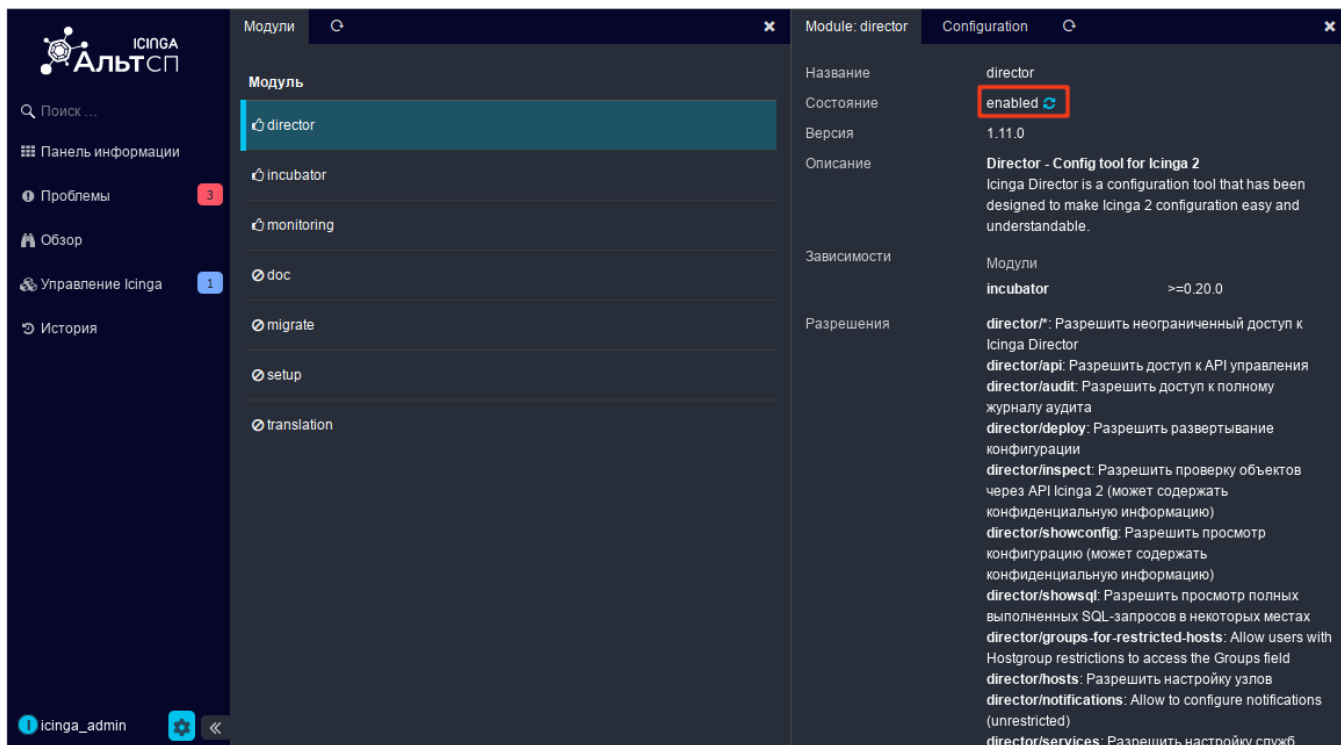 ICINGA
АЛЬТСП
Поиск ...
Панель информации
Проблемы 3
Обзор
Управление Icinga 1
История
icinga_admin
Модули
Модуль
director
incubator
monitoring
doc
migrate
setup
translation
Module: director Configuration
Название director
Состояние enabled
Версия 1.11.0
Описание Director - Config tool for Icinga 2
Icinga Director is a configuration tool that has been
designed to make Icinga 2 configuration easy and
understandable.
Зависимости Модули
incubator >=0.20.0
Разрешения director/*: Разрешить неограниченный доступ к
Icinga Director
director/api: Разрешить доступ к API управления
director/audit: Разрешить доступ к полному
журналу аудита
director/deploy: Разрешить развертывание
конфигурации
director/inspect: Разрешить проверку объектов
через API Icinga 2 (может содержать
конфиденциальную информацию)
director/showconfig: Разрешить просмотр
конфигурацию (может содержать
конфиденциальную информацию)
director/showsql: Разрешить просмотр полных
выполненных SQL-запросов в некоторых местах
director/groups-for-restricted-hosts: Allow users with
Hostgroup restrictions to access the Groups field
director/hosts: Разрешить настройку узлов
director/notifications: Allow to configure notifications
(unrestricted)
director/services: Разрешить настройку служб